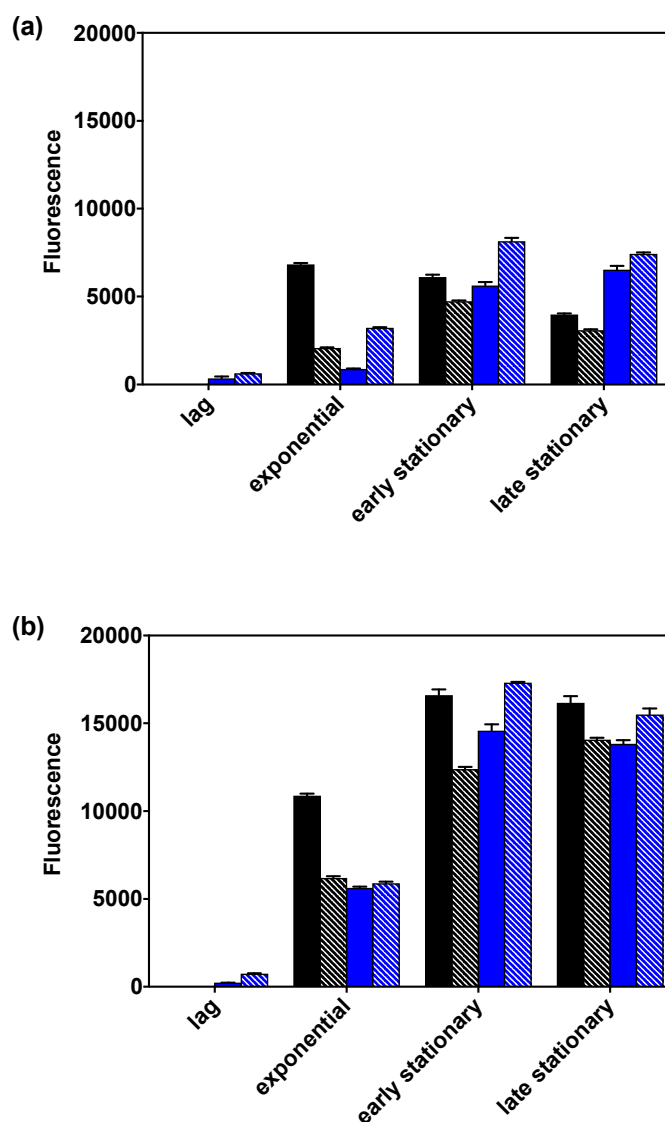 (a)
20000
15000
10000
5000
0
Fluorescence
lag
exponential
early stationary
late stationary
(b)
20000
15000
10000
5000
0
Fluorescence
lag
exponential
early stationary
late stationary